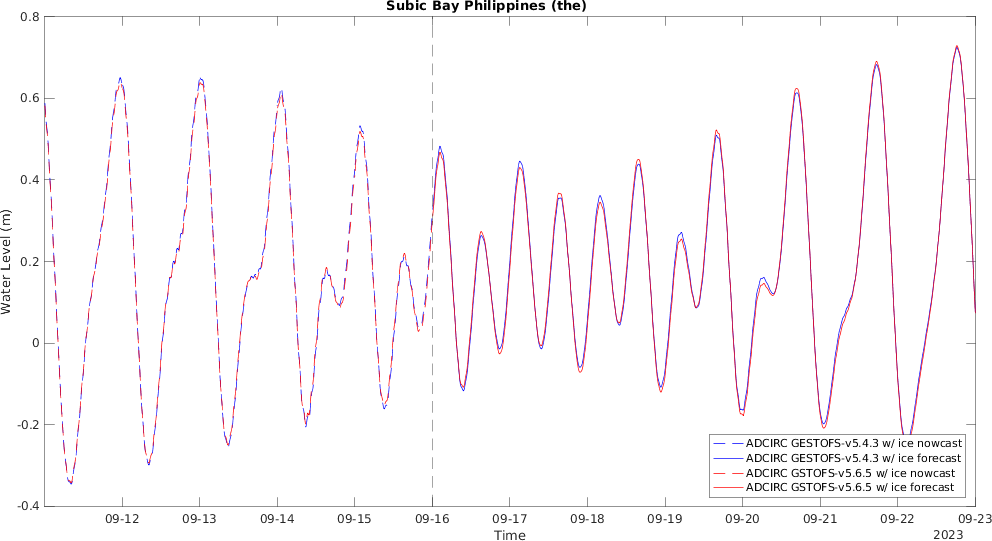 Subic Bay Philippines (the)
0.8
0.6
0.4
0.2
0
-0.2
-0.4
Water Level (m)
ADCIRC GESTOFS-v5.4.3 w/ ice nowcast
ADCIRC GESTOFS-v5.4.3 w/ ice forecast
ADCIRC GSTOFS-v5.6.5 w/ ice nowcast
ADCIRC GSTOFS-v5.6.5 w/ ice forecast
09-12 09-13 09-14 09-15 09-16 09-17 09-18 09-19 09-20 09-21 09-22 09-23
Time
2023